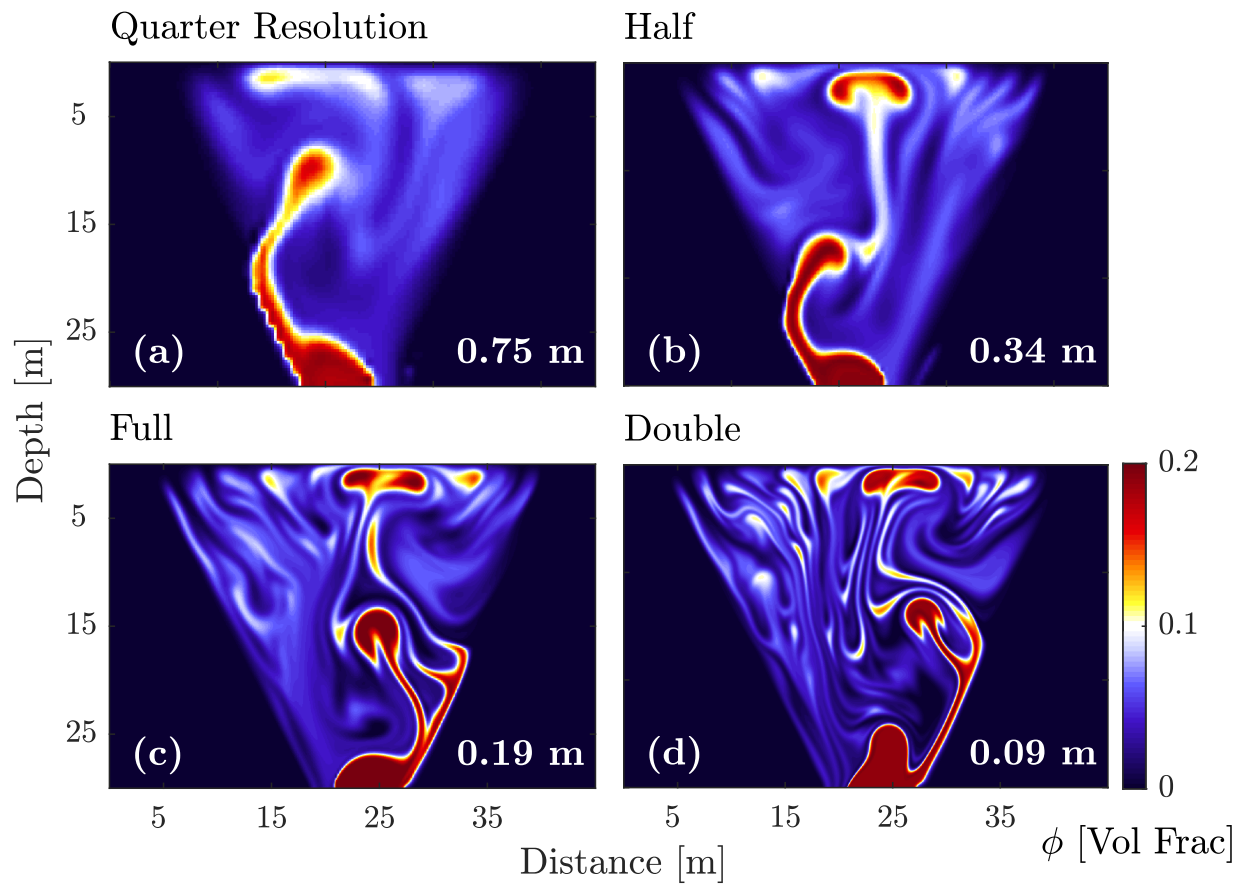 Quarter Resolution
Half
5
15
25
(a)
0.75 m
(b)
0.34 m
Depth [m]
Full
Double
5
15
25
(c)
0.19 m
(d)
0.09 m
0.2
0.1
0
5
15
25
35
5
15
25
35
Distance [m]
ϕ [Vol Frac]